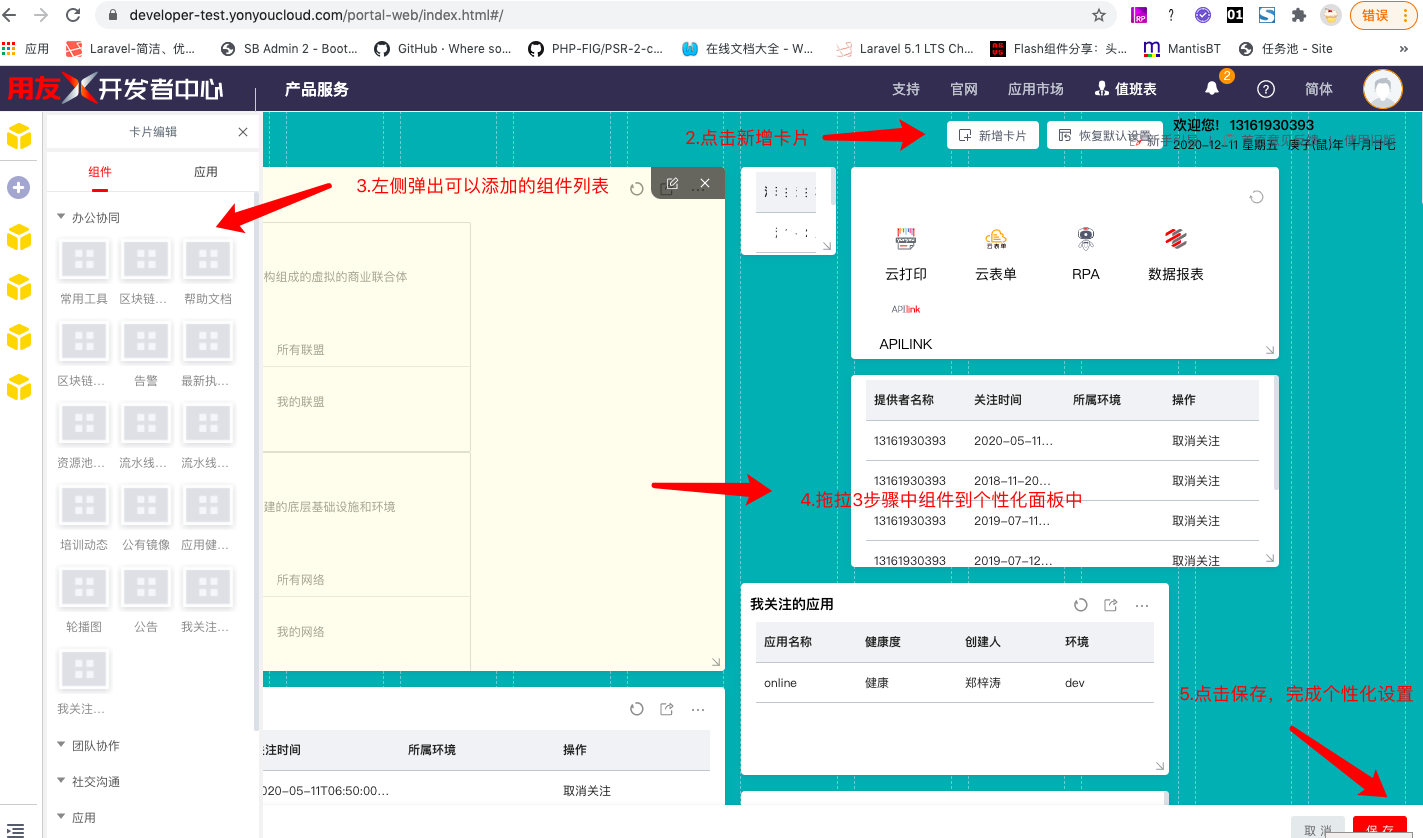 developer-test.yonyoucloud.com/portal-web/index.html#/
RP
?
01
错误
应用
Laravel-简洁、优...
SB Admin 2 - Boot...
GitHub · Where so...
PHP-FIG/PSR-2-c...
在线文档大全 - W...
Laravel 5.1 LTS Ch...
Flash组件分享：头...
MantisBT
任务池 - Site
»
用友 开发者中心
产品服务
支持
官网
应用市场
值班表
2
简体
卡片编辑
组件
应用
办公协同
常用工具
区块链...
帮助文档
区块链...
告警
最新执...
资源池...
流水线...
流水线...
培训动态
公有镜像
应用健...
轮播图
公告
我关注...
我关注...
团队协作
社交沟通
应用
2.点击新增卡片
新增卡片
恢复默认设置
欢迎您！13161930393
2020-12-11 星期五 庚子(鼠)年 十月廿七
3.左侧弹出可以添加的组件列表
构组成的虚拟的商业联合体
所有联盟
我的联盟
建的底层基础设施和环境
所有网络
我的网络
云打印
云表单
RPA
数据报表
APIlink
APILINK
提供者名称
关注时间
所属环境
操作
13161930393
2020-05-11...
取消关注
13161930393
2018-11-20...
取消关注
4.拖拉3步骤中组件到个性化面板中
13161930393
2019-07-11...
取消关注
13161930393
2019-07-12...
取消关注
我关注的应用
应用名称
健康度
创建人
环境
online
健康
郑梓涛
dev
5.点击保存，完成个性化设置
注时间
所属环境
操作
020-05-11T06:50:00...
取消关注
取 消
保 存